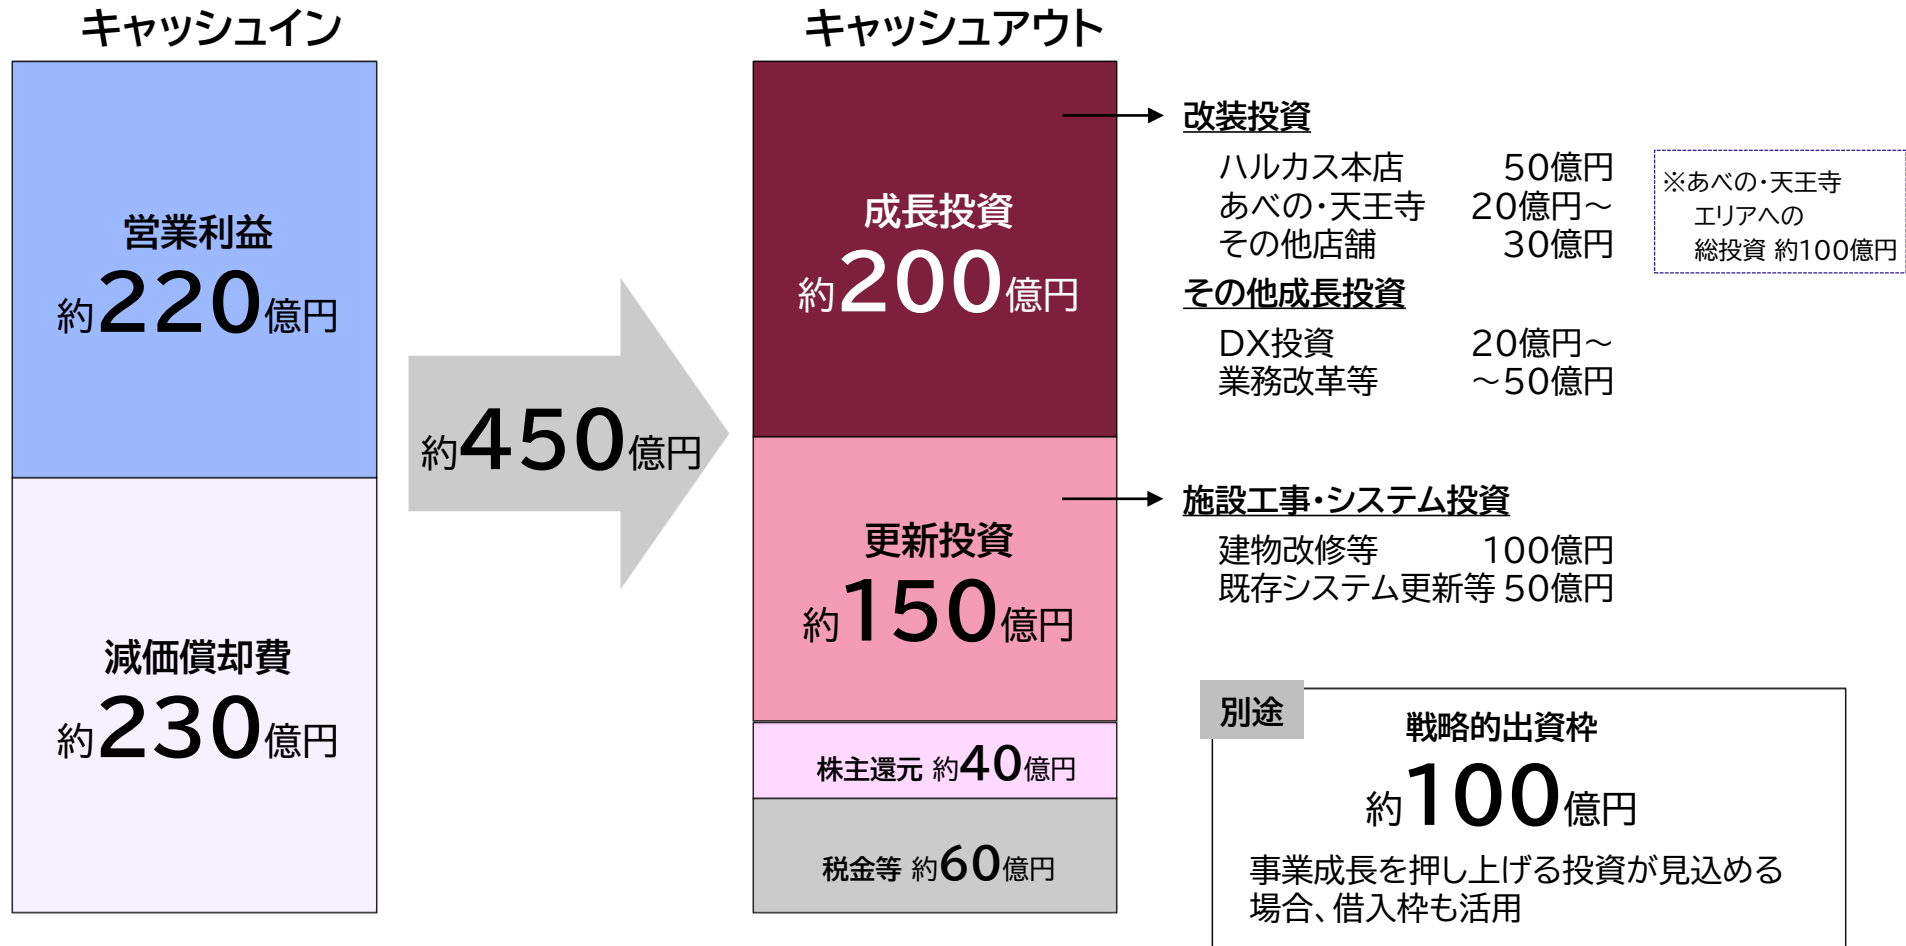 キャッシュイン
営業利益
約220億円
減価償却費
約230億円
約450億円
キャッシュアウト
成長投資
約200億円
更新投資
約150億円
株主還元 約40億円
税金等 約60億円
改装投資
ハルカス本店 50億円
あべの・天王寺 20億円～
その他店舗 30億円
※あべの・天王寺
エリアへの
総投資 約100億円
その他成長投資
DX投資 20億円～
業務改革等 ～50億円
施設工事・システム投資
建物改修等 100億円
既存システム更新等 50億円
別途
戦略的出資枠
約100億円
事業成長を押し上げる投資が見込める
場合、借入枠も活用